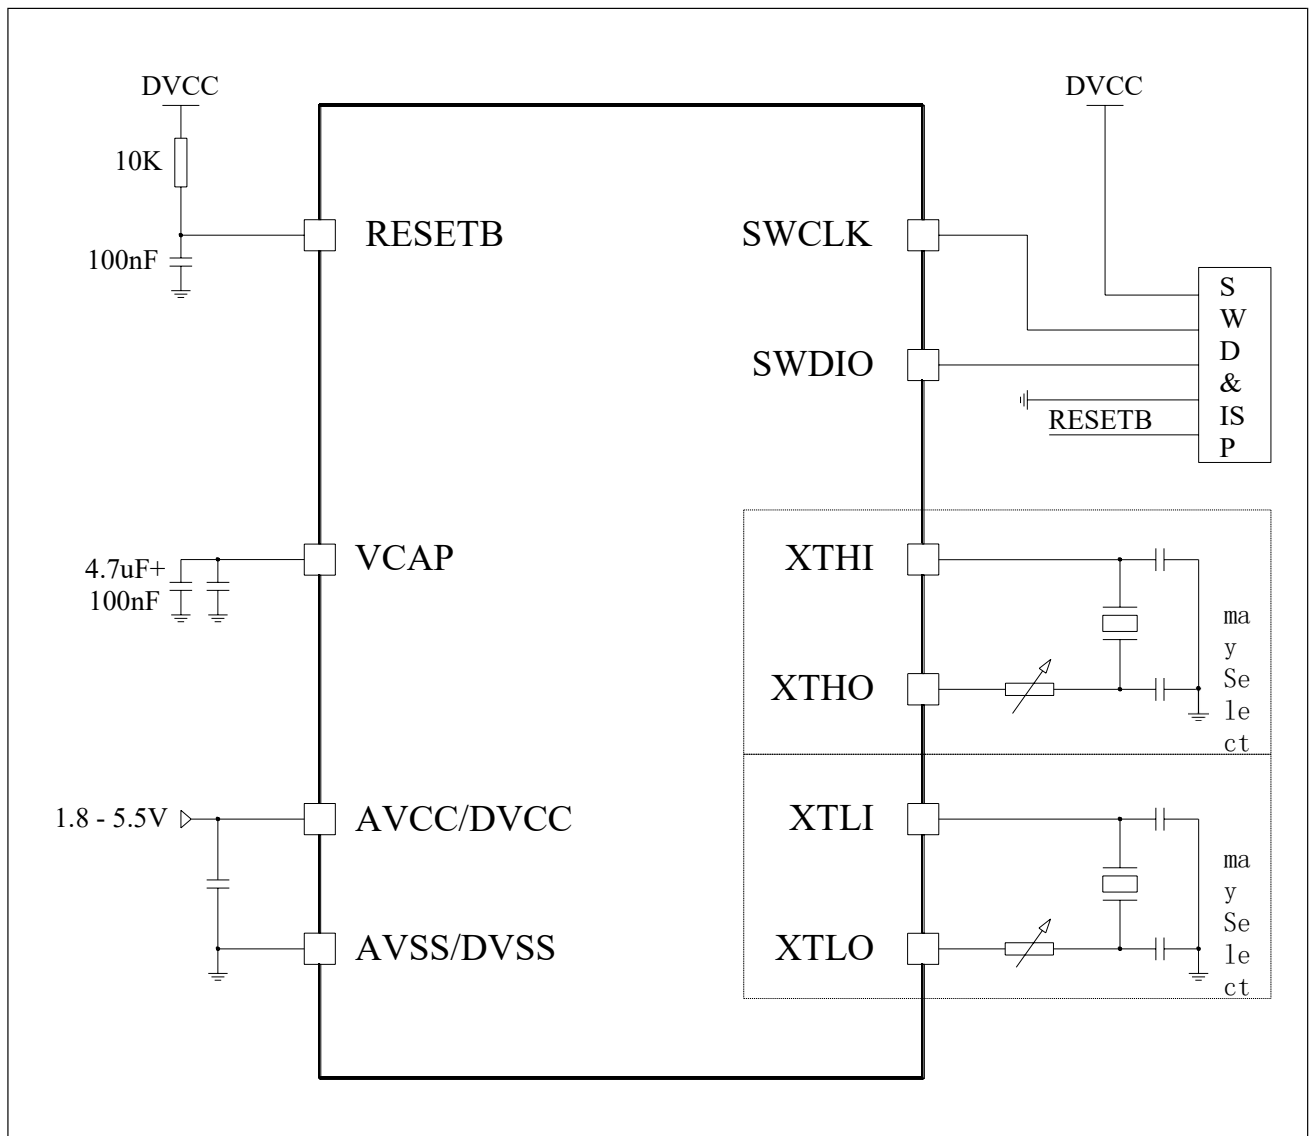 DVCC
DVCC
10K
RESETB
SWCLK
100nF
S
W
D
&
IS
P
SWDIO
RESETB
VCAP
4.7uF+
100nF
XTHI
XTHO
ma
y
Se
le
ct
1.8 - 5.5V
AVCC/DVCC
XTLI
AVSS/DVSS
XTLO
ma
y
Se
le
ct